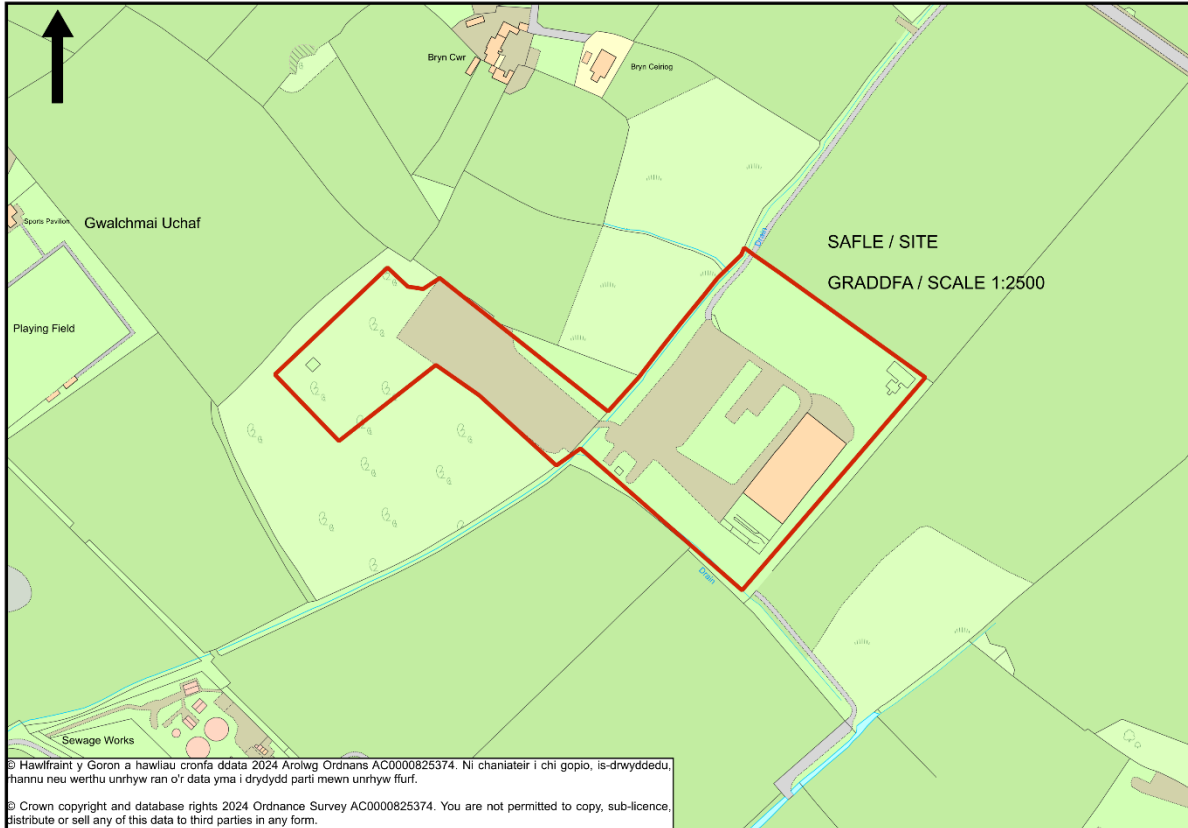 Bryn Cwr
Bryn Ceiriog
Sports Pavilion
Gwalchmai Uchaf
Drain
SAFLE / SITE
GRADDFA / SCALE 1:2500
Playing Field
Drain
Sewage Works
© Hawlfraint y Goron a hawliau cronfa ddata 2024 Arolwg Ordnans AC0000825374. Ni chaniateir i chi gopio, is-drwyddedu,
rhannu neu werthu unrhyw ran o'r data yma i drydydd parti mewn unrhyw ffurf.
© Crown copyright and database rights 2024 Ordnance Survey AC0000825374. You are not permitted to copy, sub-licence,
distribute or sell any of this data to third parties in any form.